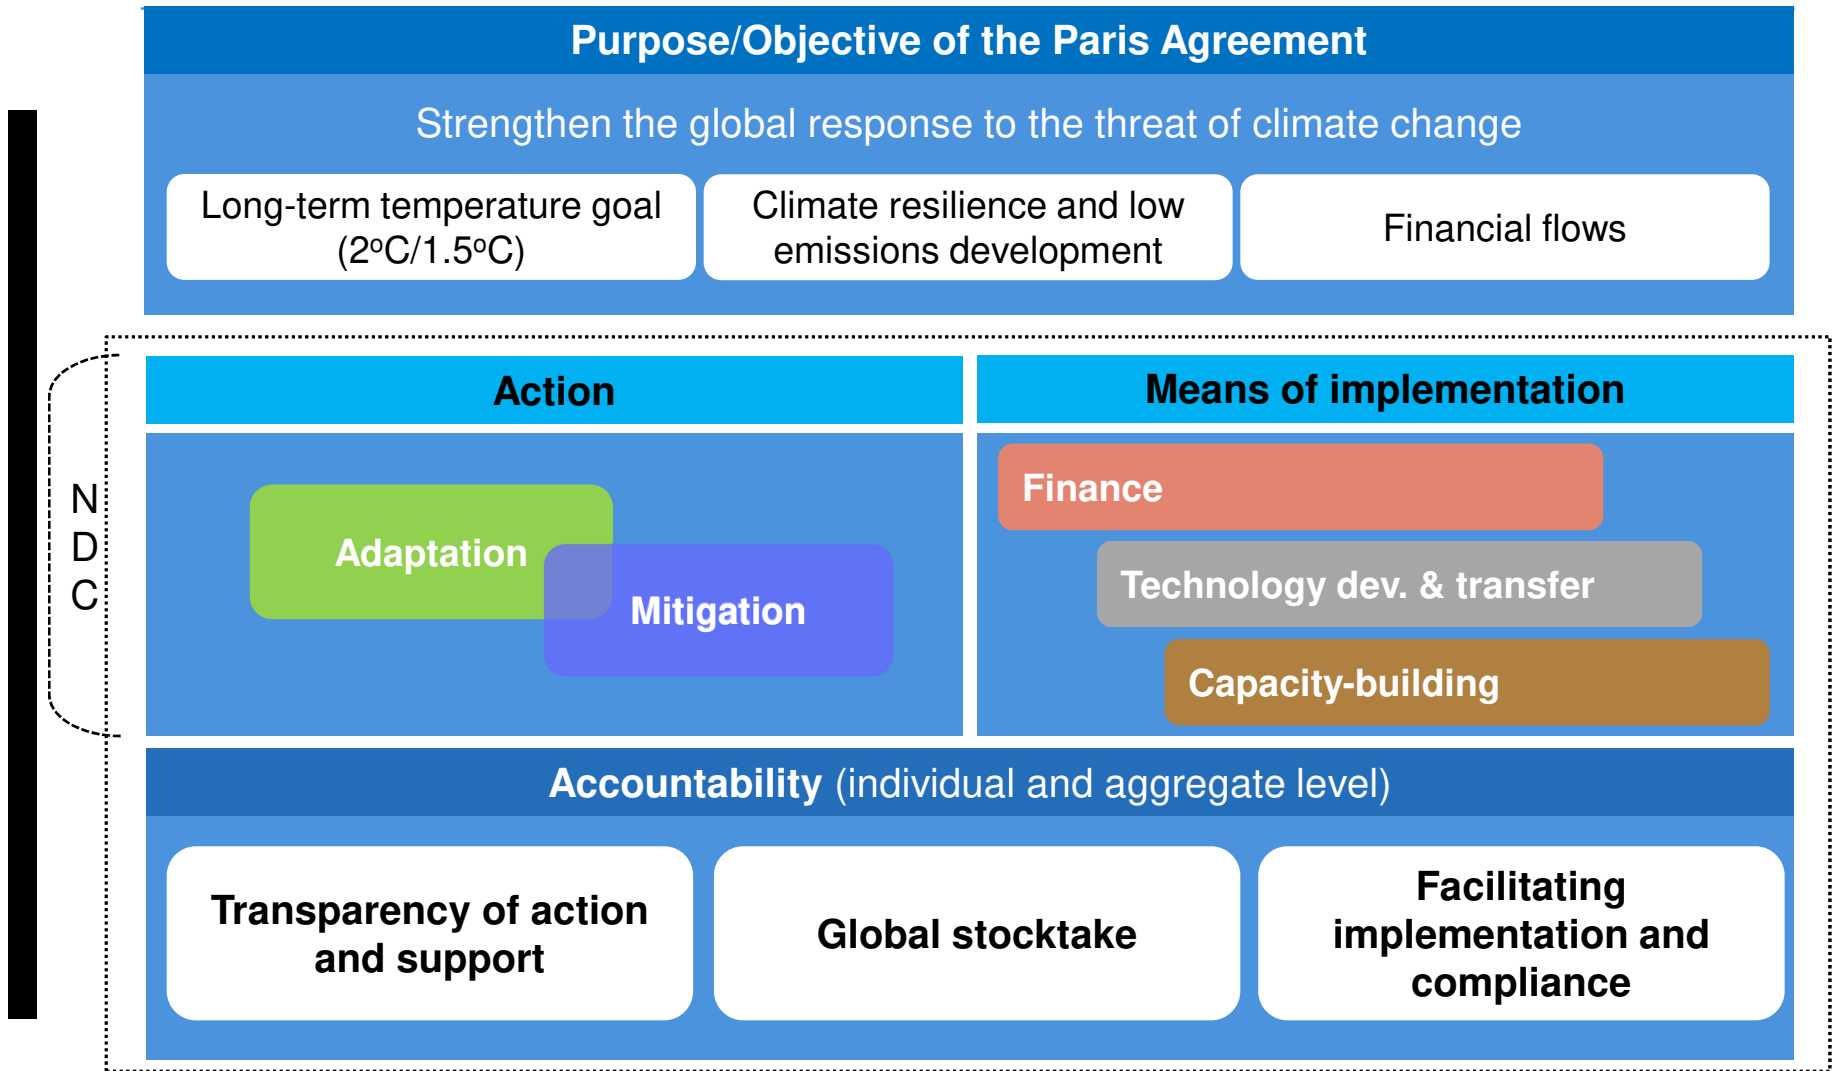 Purpose/Objective of the Paris Agreement
Strengthen the global response to the threat of climate change
Long-term temperature goal
(2ºC/1.5ºC)
Climate resilience and low
emissions development
Financial flows
N
D
C
Action
Adaptation
Mitigation
Means of implementation
Finance
Technology dev. & transfer
Capacity-building
Accountability (individual and aggregate level)
Transparency of action
and support
Global stocktake
Facilitating
implementation and
compliance